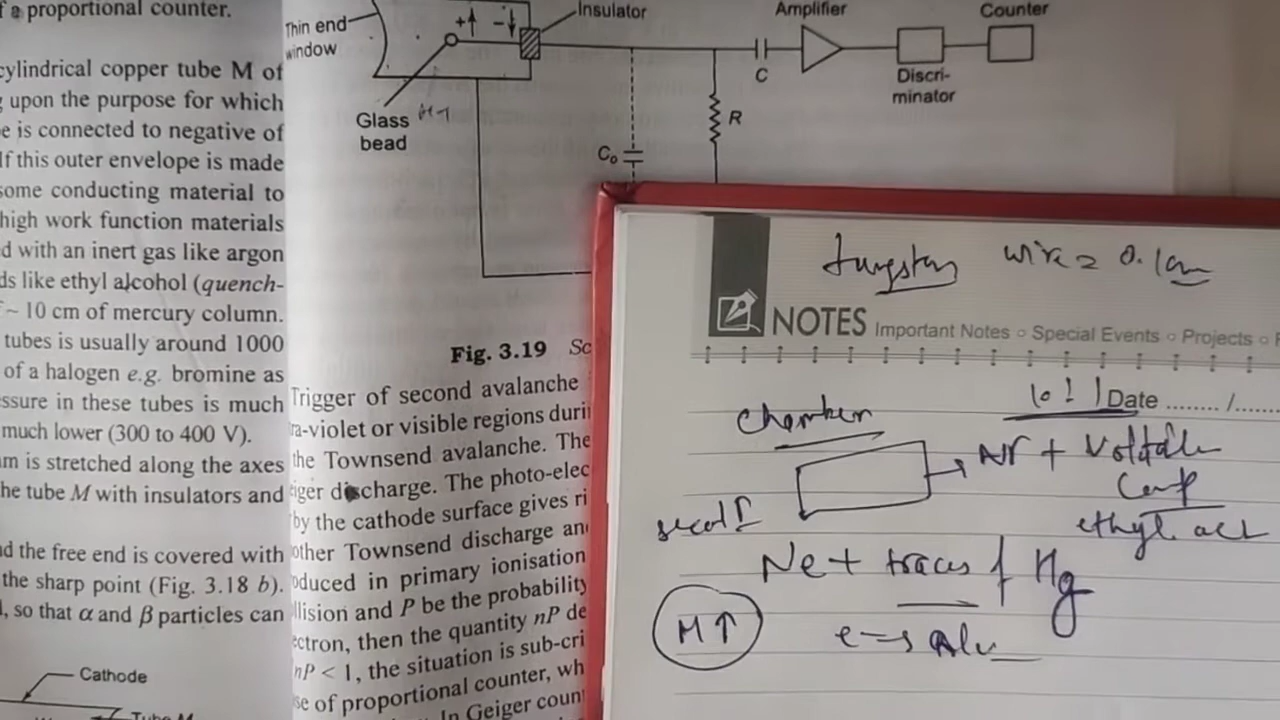 f a proportional counter.
cylindrical copper tube M of
g upon the purpose for which
e is connected to negative of
If this outer envelope is made
some conducting material to
high work function materials
d with an inert gas like argon
ds like ethyl alcohol (quench-
~ 10 cm of mercury column.
tubes is usually around 1000
of a halogen e.g. bromine as
ssure in these tubes is much
much lower (300 to 400 V).
m is stretched along the axes
he tube M with insulators and
d the free end is covered with
the sharp point (Fig. 3.18 b).
, so that α and β particles can
Cathode
Tube M
Thin end
window
Insulator
Amplifier
Counter
+ −
Glass
bead
C
Discri-
minator
R
C₀
Fig. 3.19 Sc
Trigger of second avalanche
ra-violet or visible regions duri
the Townsend avalanche. The
iger discharge. The photo-elec
by the cathode surface gives ri
other Townsend discharge an
oduced in primary ionisation
llision and P be the probability
ectron, then the quantity nP de
nP < 1, the situation is sub-cri
se of proportional counter, wh
In Geiger coun
wire = 0.1cm
NOTES Important Notes ○ Special Events ○ Projects ○
Date ........ /.......
Chamber
Ar +
ethyl
Ne + traces of Hg
M↑
e→